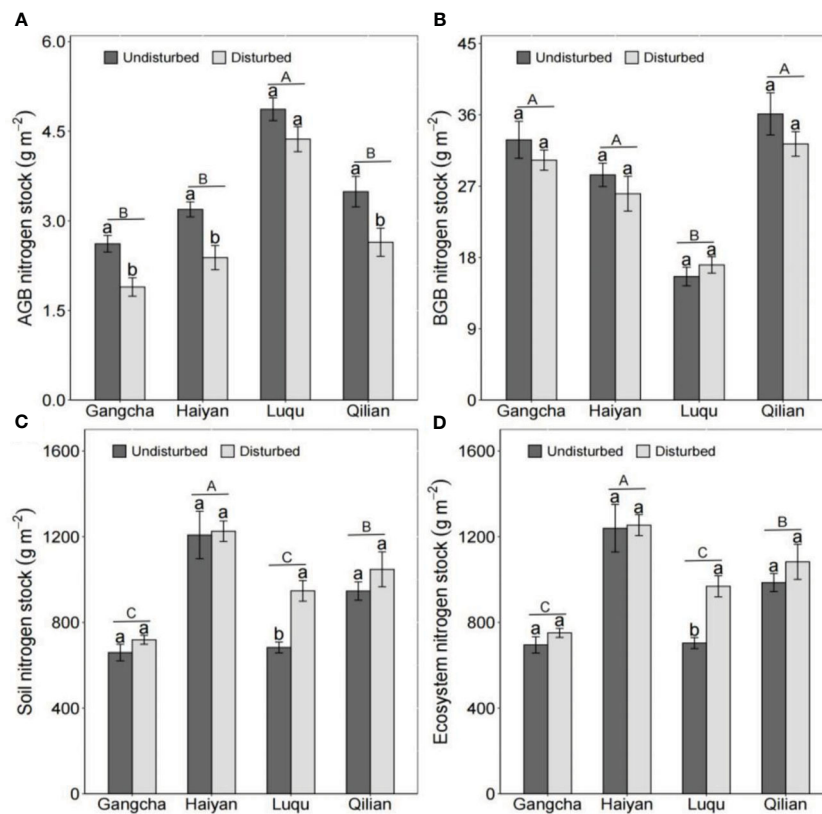 A
AGB nitrogen stock (g m⁻²)
6.0
4.5
3.0
1.5
0.0
Undisturbed Disturbed
A
a a
B
a b
B
a b
B
a b
Gangcha Haiyan Luqu Qilian
B
BGB nitrogen stock (g m⁻²)
45
36
27
18
9
0
Undisturbed Disturbed
A
a a
A
a a
B
a a
A
a a
Gangcha Haiyan Luqu Qilian
C
Soil nitrogen stock (g m⁻²)
1600
1200
800
400
0
Undisturbed Disturbed
C
a a
A
a a
C
b a
B
a a
Gangcha Haiyan Luqu Qilian
D
Ecosystem nitrogen stock (g m⁻²)
1600
1200
800
400
0
Undisturbed Disturbed
C
a a
A
a a
C
b a
B
a a
Gangcha Haiyan Luqu Qilian